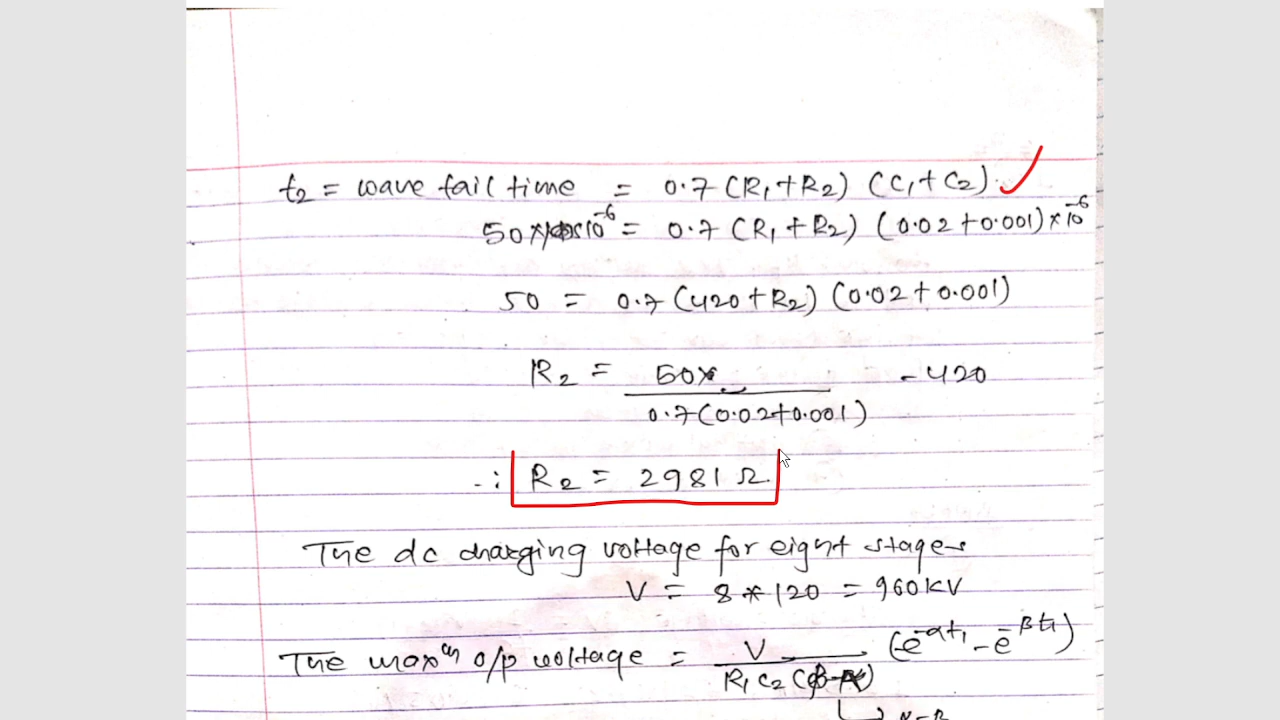 t2 = wave tail time = 0.7 (R1+R2) (C1+C2).
50×10^-6 = 0.7 (R1+R2) (0.02+0.001)×10^-6
50 = 0.7 (420+R2) (0.02+0.001)
R2 = 50 / 0.7(0.02+0.001) - 420
∴ R2 = 2981 Ω.
The dc charging voltage for eight stages
V = 8*120 = 960KV
The maxm o/p voltage = V / R1 C2 (β-α) (e^-αt1 - e^-βt1)